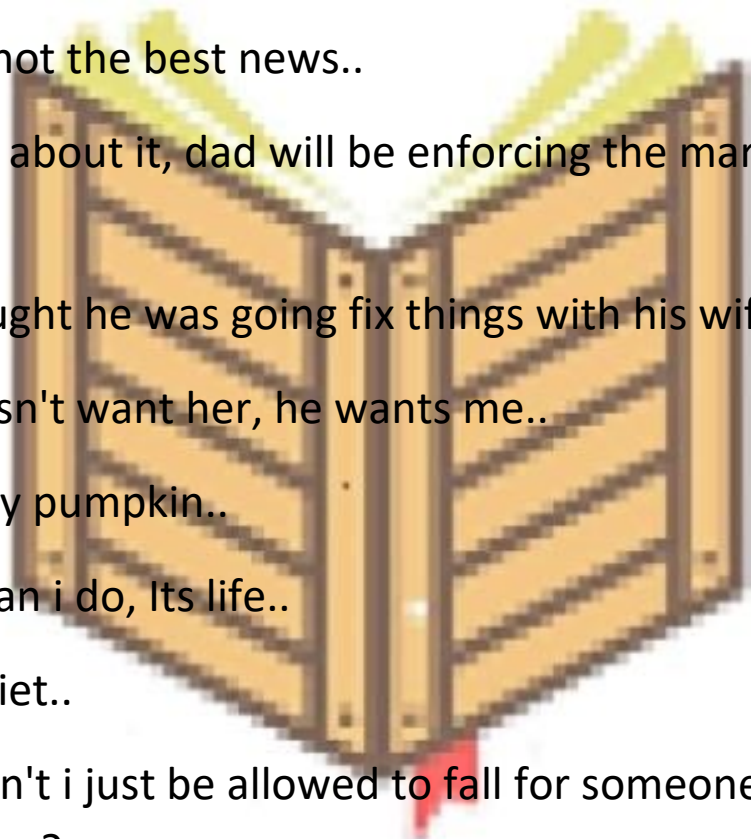 not the best news..
about it, dad will be enforcing the mar
ught he was going fix things with his wif
sn't want her, he wants me..
y pumpkin..
an i do, Its life..
iet..
n't i just be allowed to fall for someone